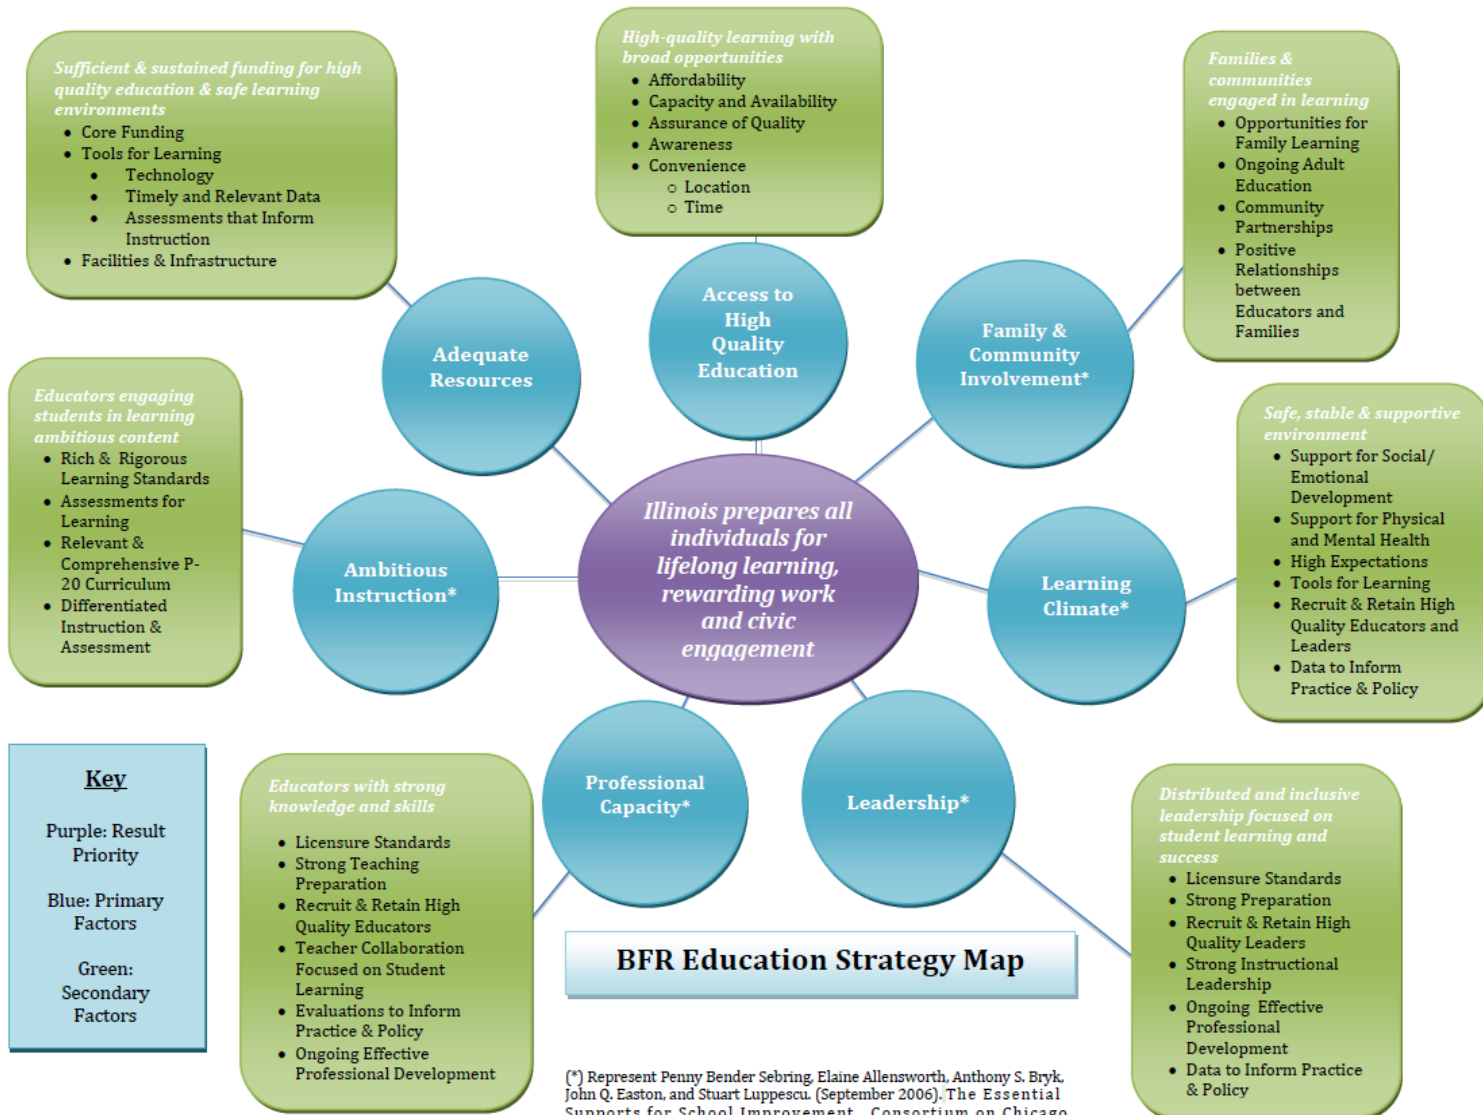 Sufficient & sustained funding for high
quality education & safe learning
environments
• Core Funding
• Tools for Learning
• Technology
• Timely and Relevant Data
• Assessments that Inform
Instruction
• Facilities & Infrastructure
High-quality learning with
broad opportunities
• Affordability
• Capacity and Availability
• Assurance of Quality
• Awareness
• Convenience
o Location
o Time
Families &
communities
engaged in learning
• Opportunities for
Family Learning
• Ongoing Adult
Education
• Community
Partnerships
• Positive
Relationships
between
Educators and
Families
Adequate
Resources
Access to
High
Quality
Education
Family &
Community
Involvement*
Educators engaging
students in learning
ambitious content
• Rich & Rigorous
Learning Standards
• Assessments for
Learning
• Relevant &
Comprehensive P-
20 Curriculum
• Differentiated
Instruction &
Assessment
Ambitious
Instruction*
Illinois prepares all
individuals for
lifelong learning,
rewarding work
and civic
engagement
Learning
Climate*
Safe, stable & supportive
environment
• Support for Social/
Emotional
Development
• Support for Physical
and Mental Health
• High Expectations
• Tools for Learning
• Recruit & Retain High
Quality Educators and
Leaders
• Data to Inform
Practice & Policy
Key
Purple: Result
Priority
Blue: Primary
Factors
Green:
Secondary
Factors
Educators with strong
knowledge and skills
• Licensure Standards
• Strong Teaching
Preparation
• Recruit & Retain High
Quality Educators
• Teacher Collaboration
Focused on Student
Learning
• Evaluations to Inform
Practice & Policy
• Ongoing Effective
Professional Development
Professional
Capacity*
Leadership*
Distributed and inclusive
leadership focused on
student learning and
success
• Licensure Standards
• Strong Preparation
• Recruit & Retain High
Quality Leaders
• Strong Instructional
Leadership
• Ongoing Effective
Professional
Development
• Data to Inform Practice
& Policy
BFR Education Strategy Map
(*) Represent Penny Bender Sebring, Elaine Allensworth, Anthony S. Bryk,
John Q. Easton, and Stuart Luppescu. (September 2006). The Essential
Supports for School Improvement. Consortium on Chicago